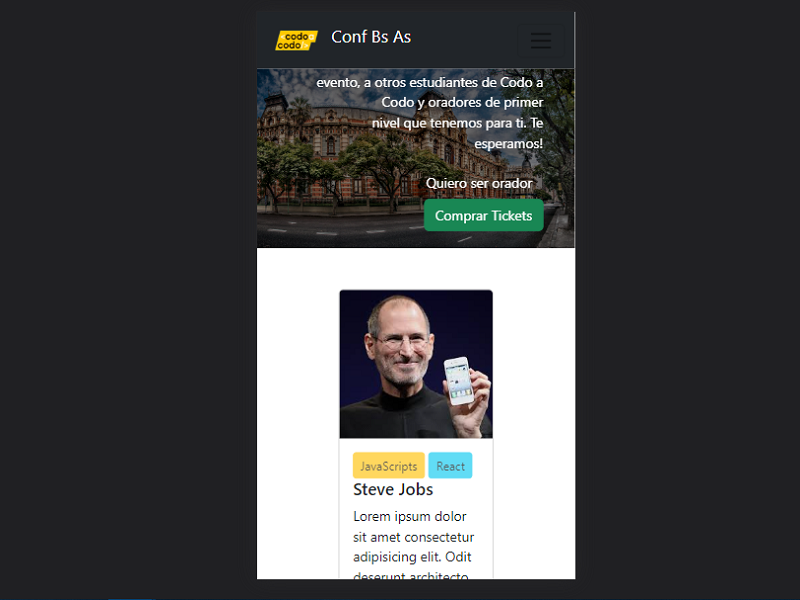 codo a
codo
Conf Bs As
evento, a otros estudiantes de Codo a
Codo y oradores de primer
nivel que tenemos para ti. Te
esperamos!
Quiero ser orador
Comprar Tickets
JavaScripts React
Steve Jobs
Lorem ipsum dolor
sit amet consectetur
adipisicing elit. Odit
deserunt architecto